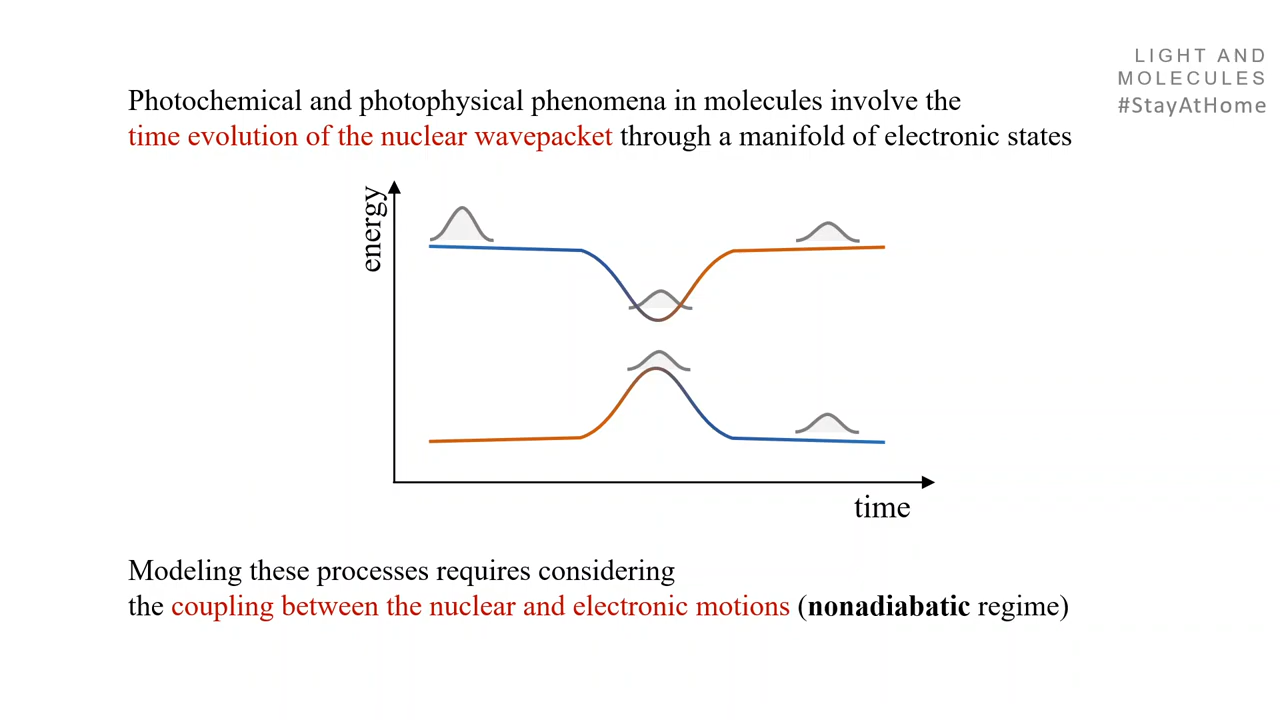 LIGHT AND
MOLECULES
#StayAtHome
Photochemical and photophysical phenomena in molecules involve the
time evolution of the nuclear wavepacket through a manifold of electronic states
energy
time
Modeling these processes requires considering
the coupling between the nuclear and electronic motions (nonadiabatic regime)